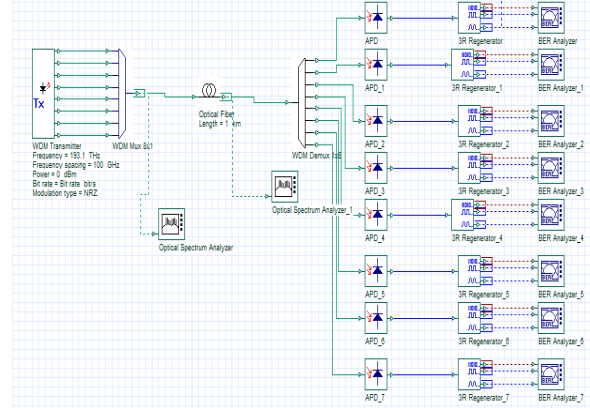 APD
3R Regenerator
BER Analyzer
APD_1
3R Regenerator_1
BER Analyzer_1
Tx
WDM Transmitter
Frequency = 193.1 THz
Frequency spacing = 100 GHz
Power = 0 dBm
Bit rate = Bit rate bit/s
Modulation type = NRZ
WDM Mux 8x1
Optical Fiber
Length = 1 km
WDM Demux 1x8
APD_2
3R Regenerator_2
BER Analyzer_2
APD_3
3R Regenerator_3
BER Analyzer_3
Optical Spectrum Analyzer_1
Optical Spectrum Analyzer
APD_4
3R Regenerator_4
BER Analyzer_4
APD_5
3R Regenerator_5
BER Analyzer_5
APD_6
3R Regenerator_6
BER Analyzer_6
APD_7
3R Regenerator_7
BER Analyzer_7